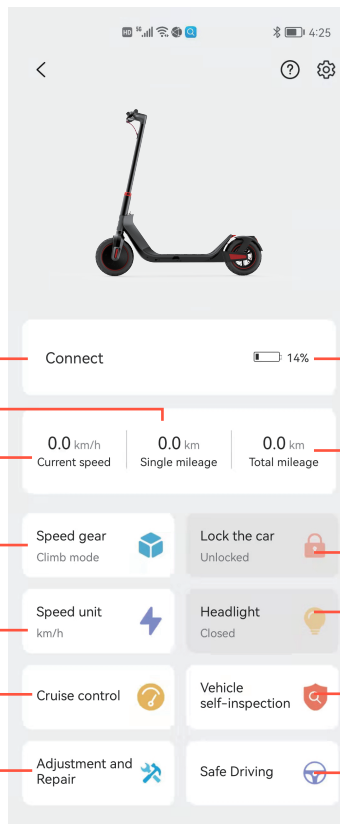 HD 5G 4:25
Connect 14%
0.0 km/h 0.0 km 0.0 km
Current speed Single mileage Total mileage
Speed gear Lock the car
Climb mode Unlocked
Speed unit Headlight
km/h Closed
Cruise control Vehicle
self-inspection
Adjustment and
Repair Safe Driving